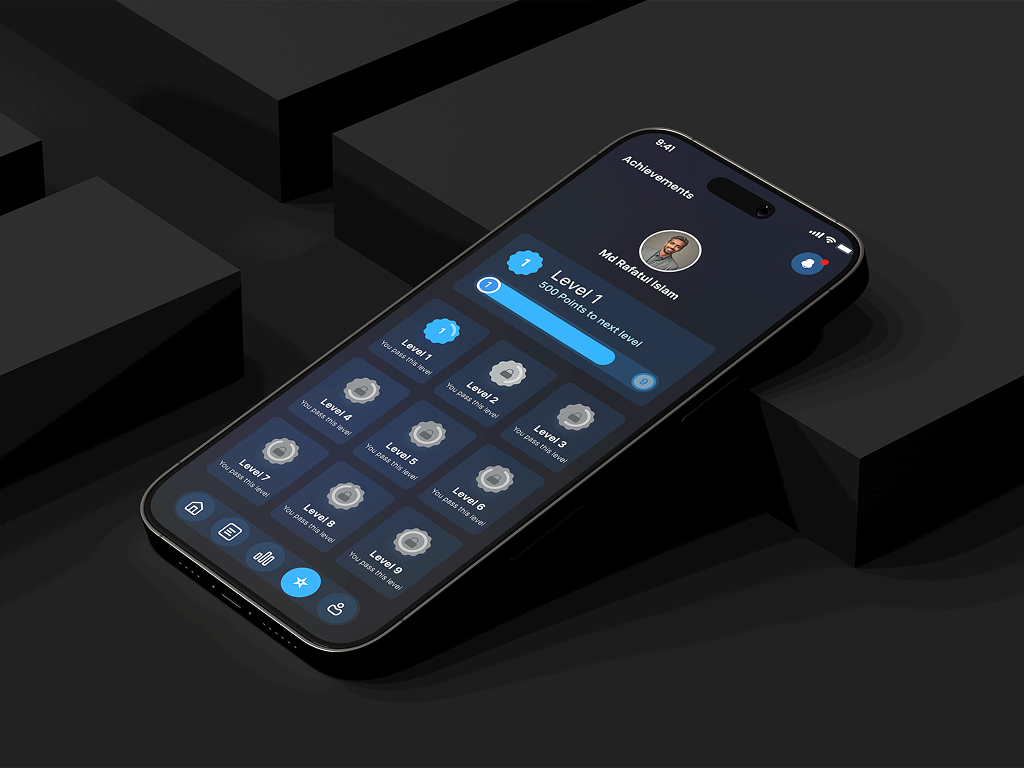 9:41
Achievements
Md Rafatul Islam
1
Level 1
500 Points to next level
1
9
1
Level 1
You pass this level
Level 2
You pass this level
Level 3
You pass this level
Level 4
You pass this level
Level 5
You pass this level
Level 6
You pass this level
Level 7
You pass this level
Level 8
You pass this level
Level 9
You pass this level